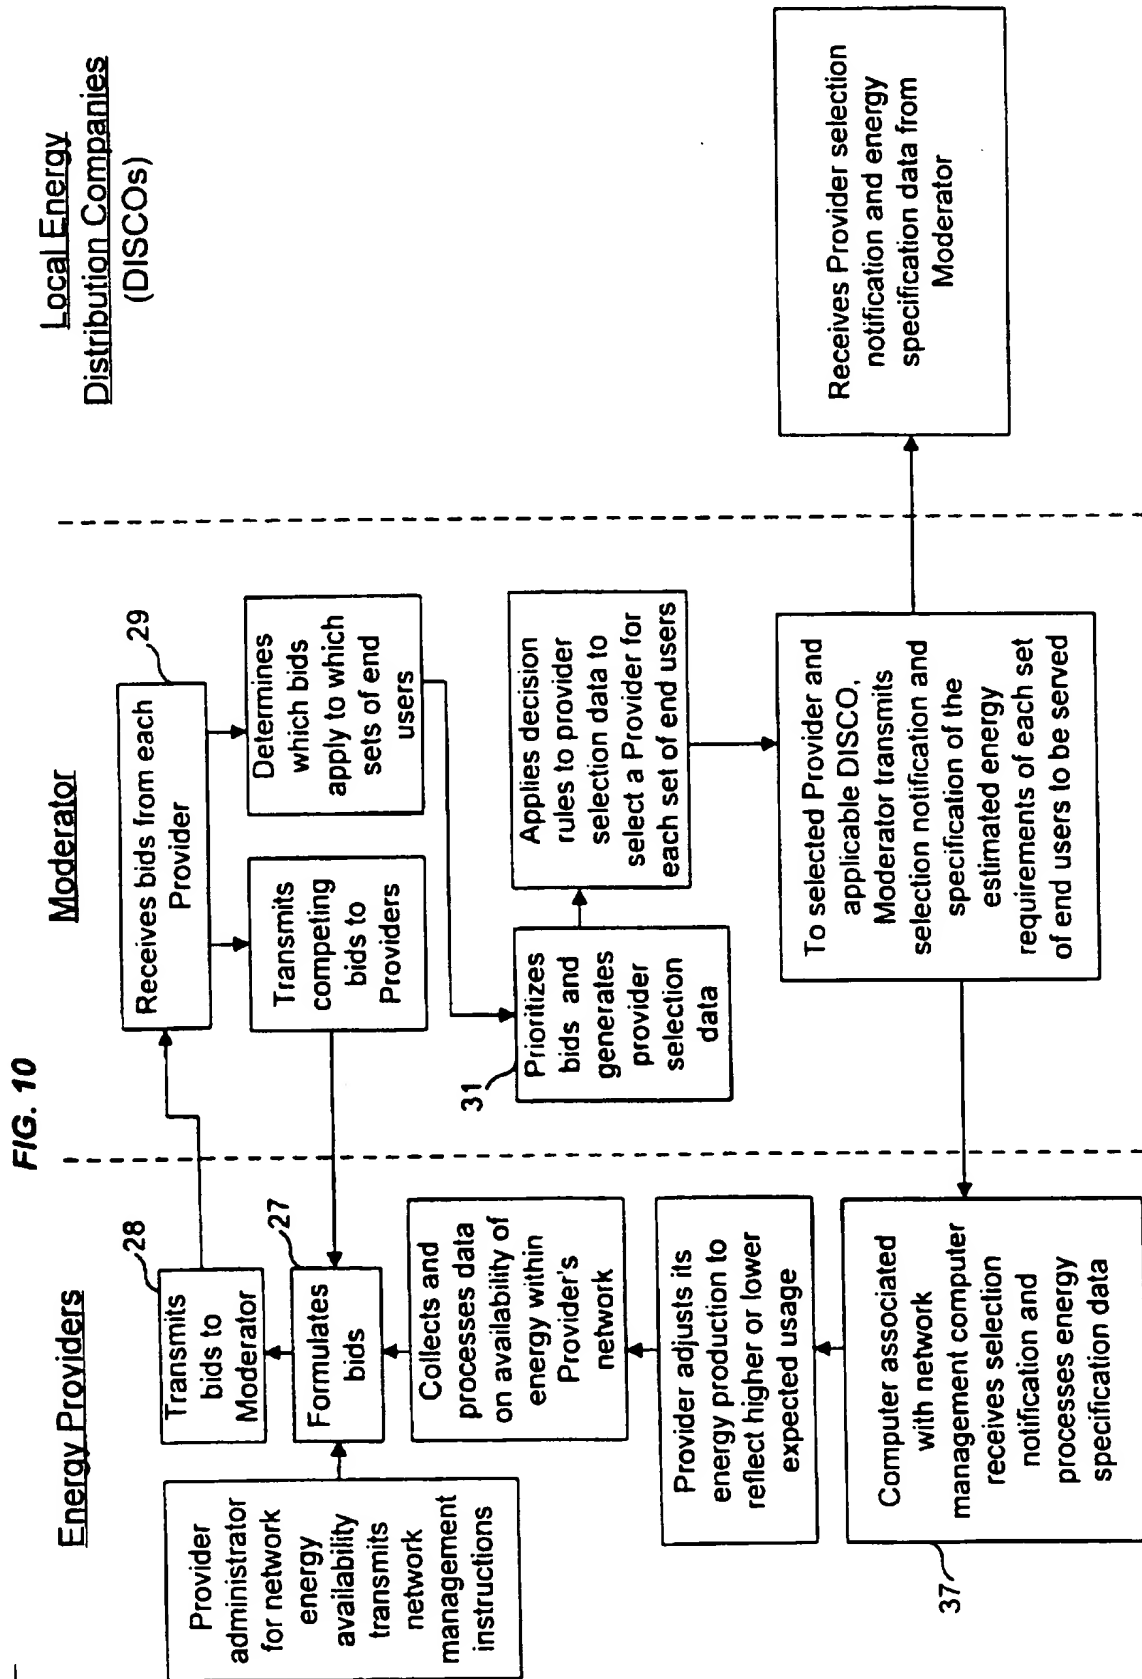 FIG. 10
Energy Providers
Moderator
Local Energy
Distribution Companies
(DISCOs)
Provider
administrator
for network
energy
availability
transmits
network
management
instructions
28
Transmits
bids to
Moderator
27
Formulates
bids
Collects and
processes data
on availability of
energy within
Provider's
network
Provider adjusts its
energy production to
reflect higher or lower
expected usage
Computer associated
with network
management computer
receives selection
notification and
processes energy
specification data
37
29
Receives bids from each
Provider
Transmits
competing
bids to
Providers
Determines
which bids
apply to which
sets of end
users
31
Prioritizes
bids and
generates
provider
selection
data
Applies decision
rules to provider
selection data to
select a Provider for
each set of end users
To selected Provider and
applicable DISCO,
Moderator transmits
selection notification and
specification of the
estimated energy
requirements of each set
of end users to be served
Receives Provider selection
notification and energy
specification data from
Moderator